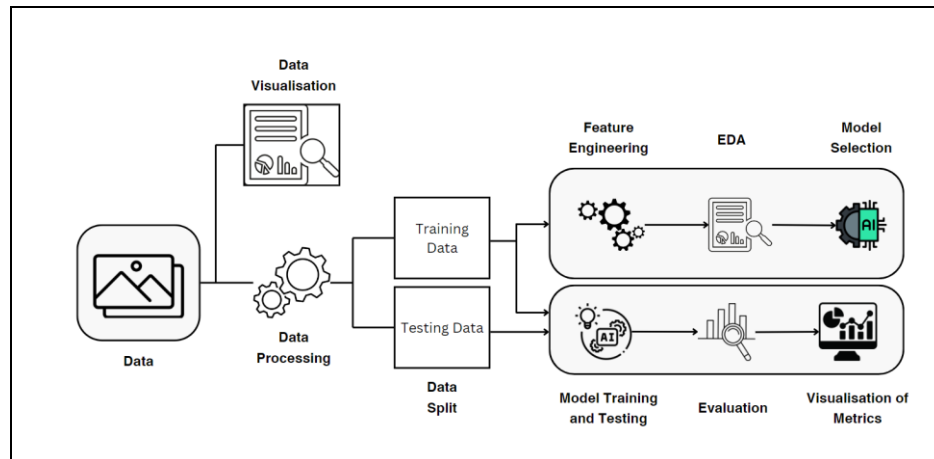 Data
Visualisation
Feature
Engineering
EDA
Model
Selection
Training
Data
AI
Testing Data
AI
Data
Data
Processing
Data
Split
Model Training
and Testing
Evaluation
Visualisation of
Metrics